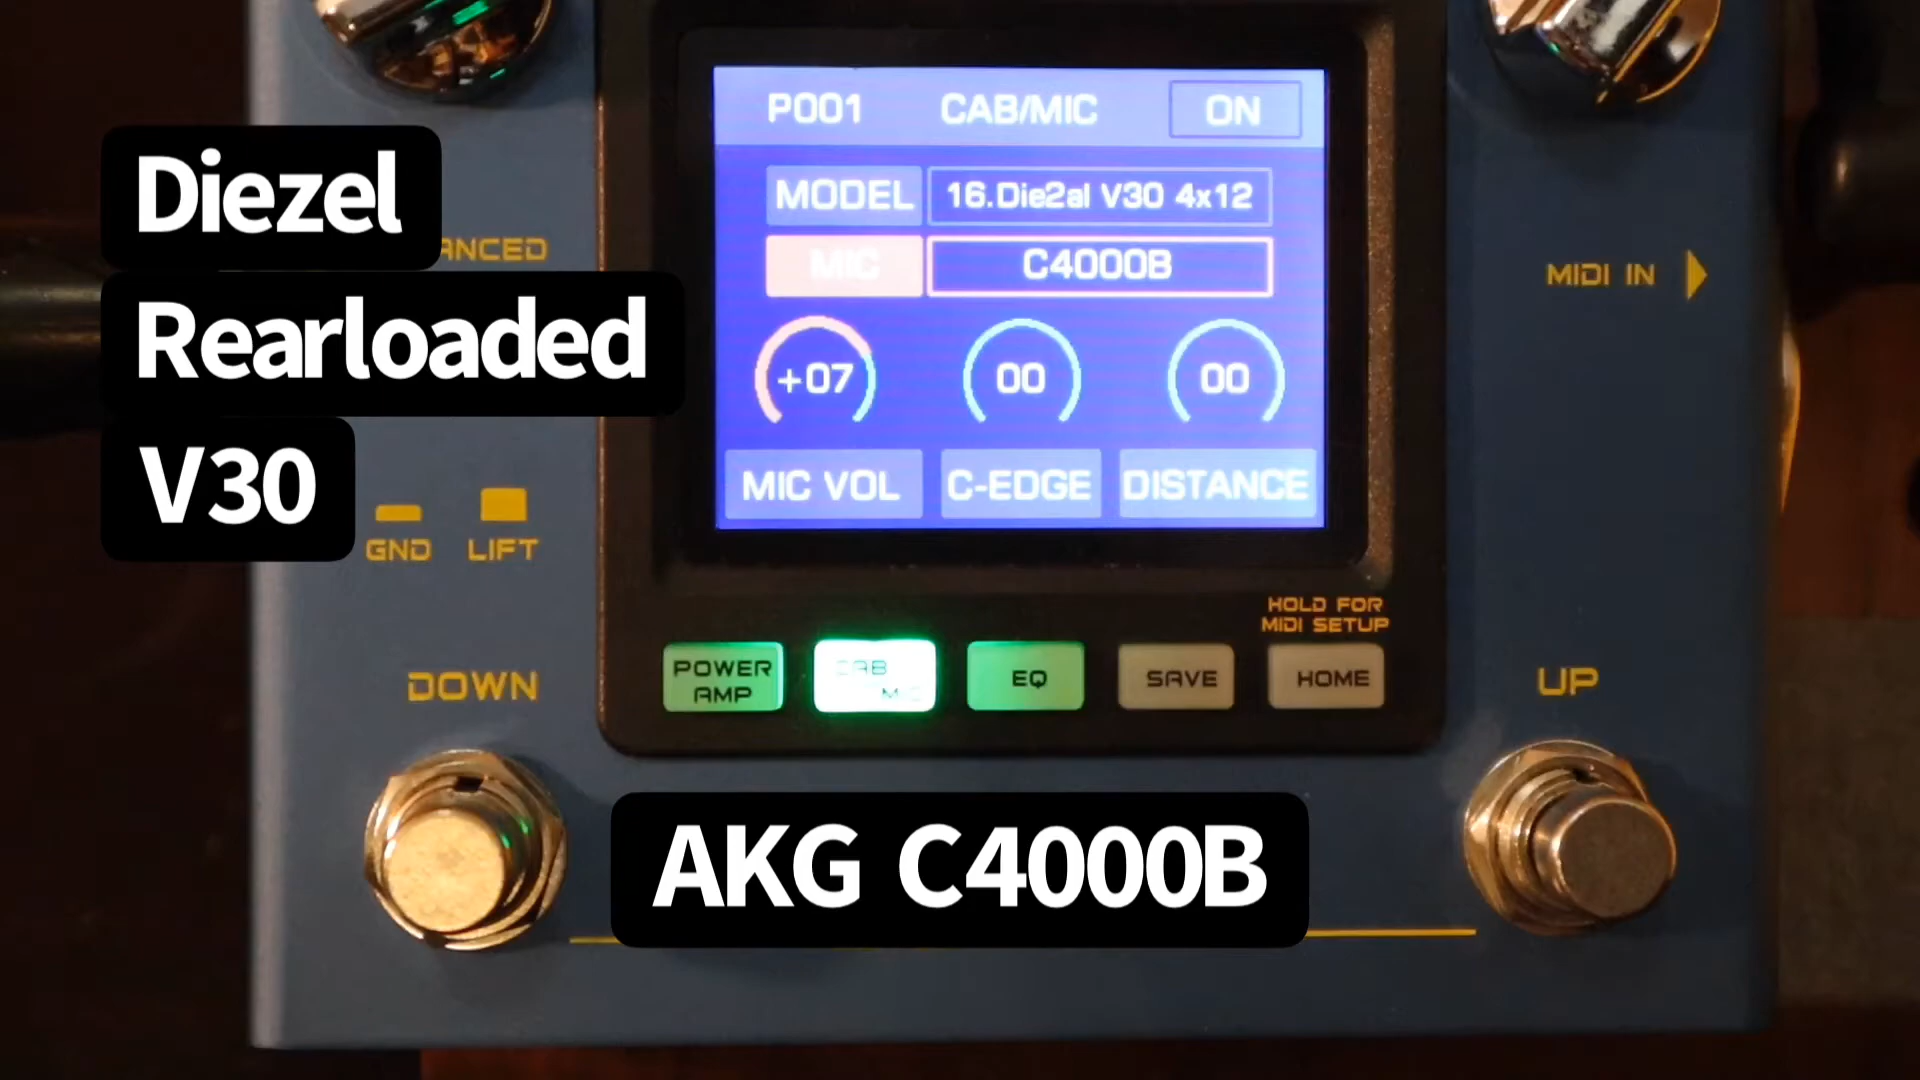 P001 CAB/MIC ON
MODEL 16.Die2al V30 4x12
MIC C4000B
+07 00 00
MIC VOL C-EDGE DISTANCE
Diezel
Rearloaded
V30
ANCED
MIDI IN
GND LIFT
HOLD FOR
MIDI SETUP
POWER
AMP
CAB
MIC
EQ
SAVE
HOME
DOWN
UP
AKG C4000B